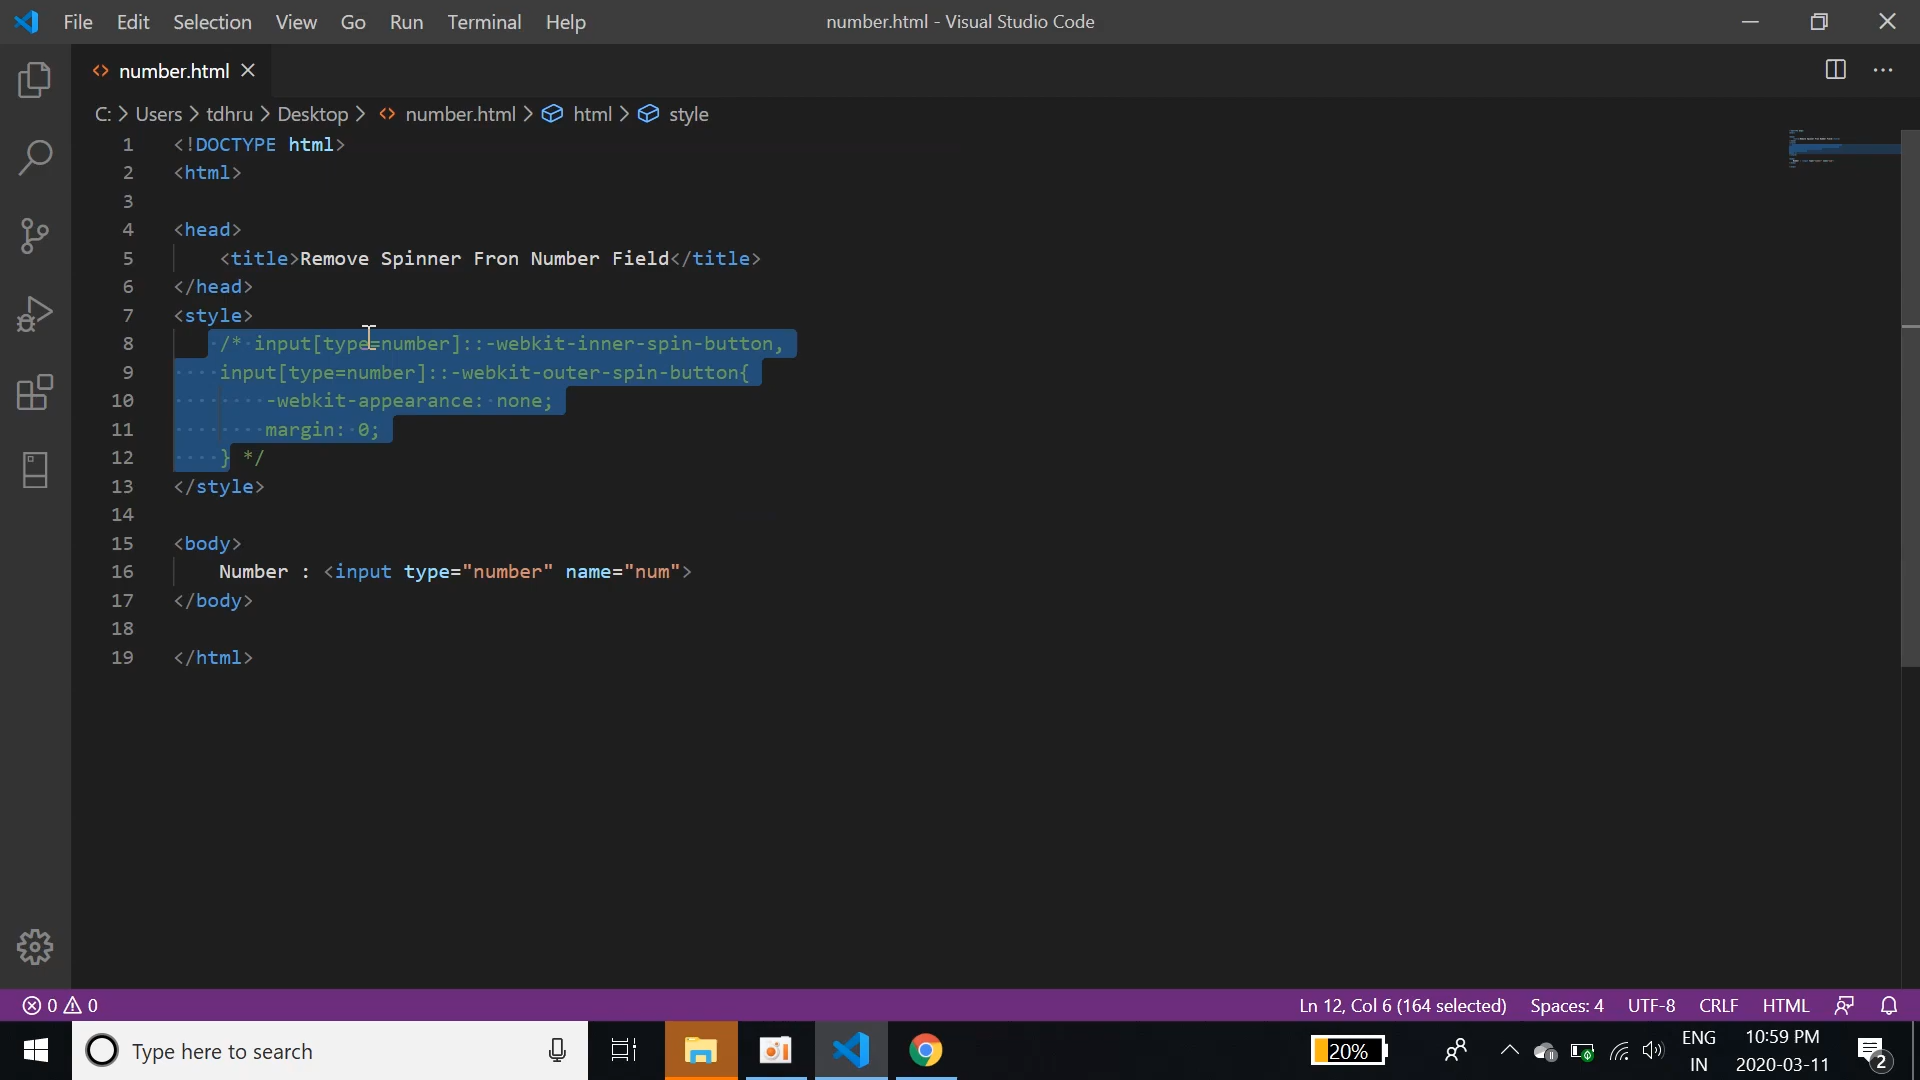 File Edit Selection View Go Run Terminal Help number.html - Visual Studio Code
number.html
C: > Users > tdhru > Desktop > number.html > html > style
1 <!DOCTYPE html>
2 <html>
3
4 <head>
5 <title>Remove Spinner Fron Number Field</title>
6 </head>
7 <style>
8 /* input[type=number]::-webkit-inner-spin-button,
9 input[type=number]::-webkit-outer-spin-button{
10 -webkit-appearance: none;
11 margin: 0;
12 } */
13 </style>
14
15 <body>
16 Number : <input type="number" name="num">
17 </body>
18
19 </html>
0 0 Ln 12, Col 6 (164 selected) Spaces: 4 UTF-8 CRLF HTML
Type here to search 20% ENG 10:59 PM
IN 2020-03-11 2